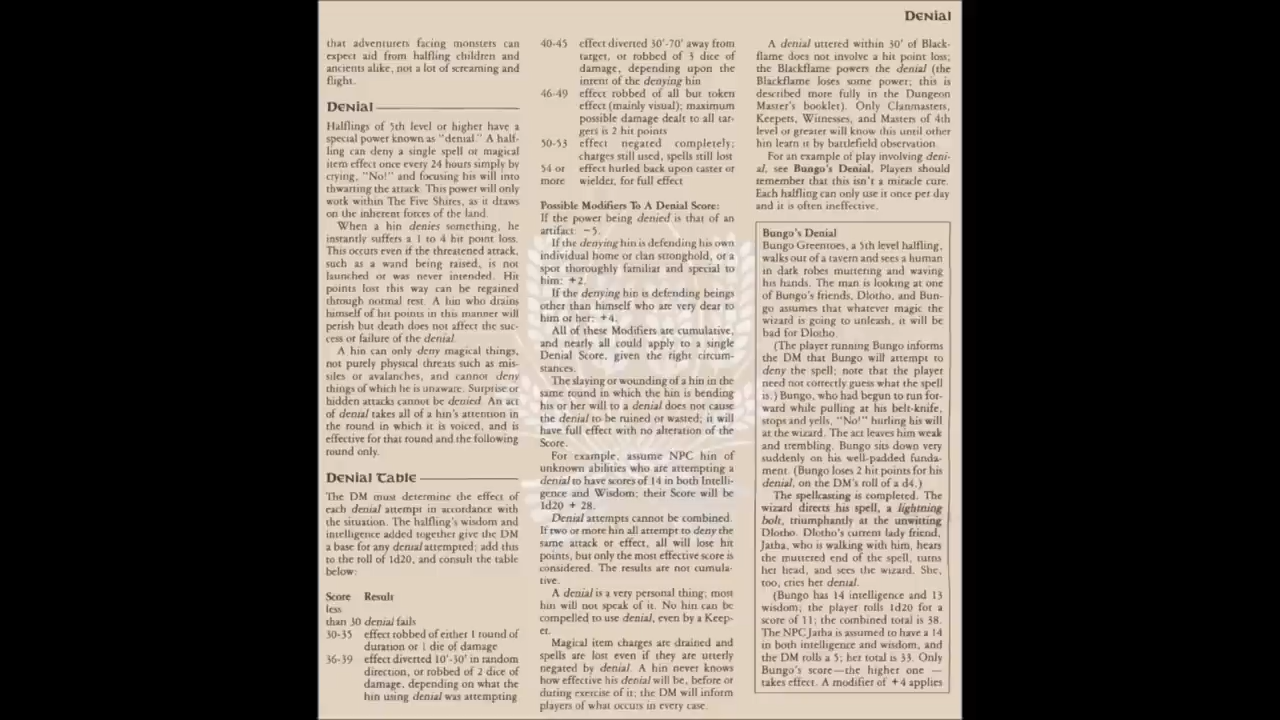 Denial
that adventurers facing monsters can
expect aid from halfling children and
ancients alike, not a lot of screaming and
flight.
Denial
Halflings of 5th level or higher have a
special power known as "denial." A half-
ling can deny a single spell or magical
item effect once every 24 hours simply by
crying, "No!" and focusing his will into
thwarting the attack. This power will only
work within The Five Shires, as it draws
on the inherent forces of the land.
When a hin denies something, he
instantly suffers a 1 to 4 hit point loss.
This occurs even if the threatened attack,
such as a wand being raised, is not
launched or was never intended. Hit
points lost this way can be regained
through normal rest. A hin who drains
himself of hit points in this manner will
perish but death does not affect the suc-
cess or failure of the denial.
A hin can only deny magical things,
not purely physical threats such as mis-
siles or avalanches, and cannot deny
things of which he is unaware. Surprise or
hidden attacks cannot be denied. An act
of denial takes all of a hin's attention in
the round in which it is voiced, and is
effective for that round and the following
round only.
Denial Table
The DM must determine the effect of
each denial attempt in accordance with
the situation. The halfling's wisdom and
intelligence added together give the DM
a base for any denial attempted; add this
to the roll of 1d20, and consult the table
below:
Score Result
less
than 30 denial fails
30-35 effect robbed of either 1 round of
duration or 1 die of damage
36-39 effect diverted 10'-30' in random
direction, or robbed of 2 dice of
damage, depending on what the
hin using denial was attempting
40-45 effect diverted 30'-70' away from
target, or robbed of 3 dice of
damage, depending upon the
intent of the denying hin
46-49 effect robbed of all but token
effect (mainly visual); maximum
possible damage dealt to all tar-
gets is 2 hit points
50-53 effect negated completely;
charges still used, spells still lost
54 or effect hurled back upon caster or
more wielder, for full effect
Possible Modifiers To A Denial Score:
If the power being denied is that of an
artifact: -5.
If the denying hin is defending his own
individual home or clan stronghold, or a
spot thoroughly familiar and special to
him: +2.
If the denying hin is defending beings
other than himself who are very dear to
him or her: +4.
All of these Modifiers are cumulative,
and nearly all could apply to a single
Denial Score, given the right circum-
stances.
The slaying or wounding of a hin in the
same round in which the hin is bending
his or her will to a denial does not cause
the denial to be ruined or wasted; it will
have full effect with no alteration of the
Score.
For example, assume NPC hin of
unknown abilities who are attempting a
denial to have scores of 14 in both Intelli-
gence and Wisdom; their Score will be
1d20 + 28.
Denial attempts cannot be combined.
If two or more hin all attempt to deny the
same attack or effect, all will lose hit
points, but only the most effective score is
considered. The results are not cumula-
tive.
A denial is a very personal thing; most
hin will not speak of it. No hin can be
compelled to use denial, even by a Keep-
er.
Magical item charges are drained and
spells are lost even if they are utterly
negated by denial. A hin never knows
how effective his denial will be, before or
during exercise of it; the DM will inform
players of what occurs in every case.
A denial uttered within 30' of Black-
flame does not involve a hit point loss;
the Blackflame powers the denial (the
Blackflame loses some power; this is
described more fully in the Dungeon
Master's booklet). Only Clanmasters,
Keepers, Witnesses, and Masters of 4th
level or greater will know this until other
hin learn it by battlefield observation.
For an example of play involving deni-
al, see Bungo's Denial. Players should
remember that this isn't a miracle cure.
Each halfling can only use it once per day
and it is often ineffective.
Bungo's Denial
Bungo Greentoes, a 5th level halfling,
walks out of a tavern and sees a human
in dark robes muttering and waving
his hands. The man is looking at one
of Bungo's friends, Dlotho, and Bun-
go assumes that whatever magic the
wizard is going to unleash, it will be
bad for Dlotho.
(The player running Bungo informs
the DM that Bungo will attempt to
deny the spell; note that the player
need not correctly guess what the spell
is.) Bungo, who had begun to run for-
ward while pulling at his belt-knife,
stops and yells, "No!" hurling his will
at the wizard. The act leaves him weak
and trembling. Bungo sits down very
suddenly on his well-padded funda-
ment. (Bungo loses 2 hit points for his
denial, on the DM's roll of a d4.)
The spellcasting is completed. The
wizard directs his spell, a lightning
bolt, triumphantly at the unwitting
Dlotho. Dlotho's current lady friend,
Jatha, who is walking with him, hears
the muttered end of the spell, turns
her head, and sees the wizard. She,
too, cries her denial.
(Bungo has 14 intelligence and 13
wisdom; the player rolls 1d20 for a
score of 11; the combined total is 38.
The NPC Jatha is assumed to have a 14
in both intelligence and wisdom, and
the DM rolls a 5; her total is 33. Only
Bungo's score—the higher one —
takes effect. A modifier of +4 applies